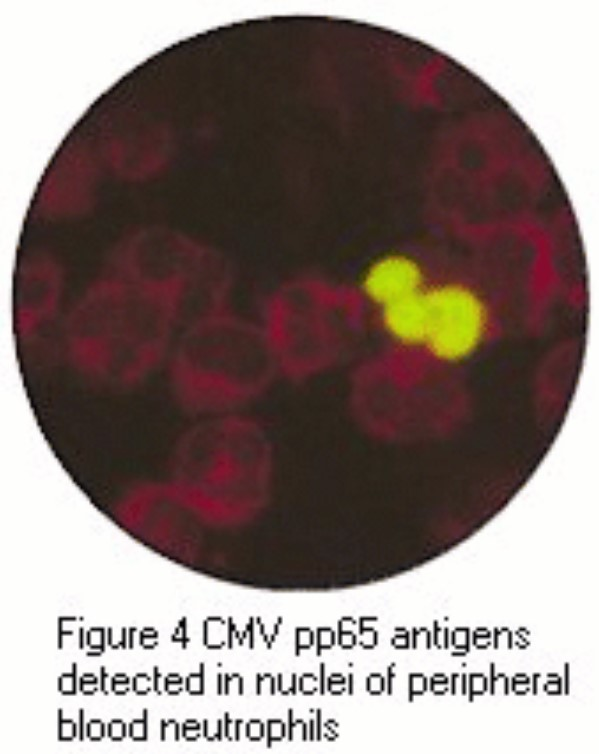 Figure 4 CMV pp65 antigens
detected in nuclei of peripheral
blood neutrophils